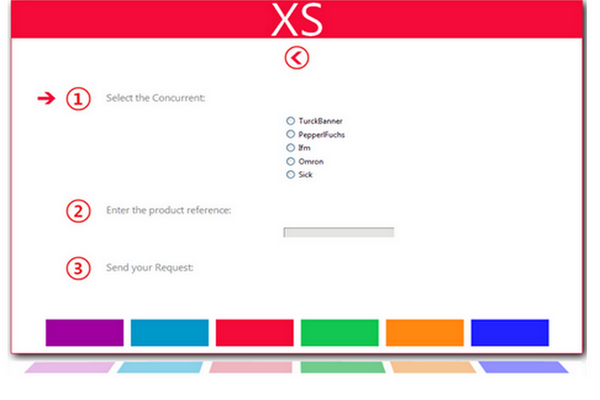 XS
1 Select the Concurrent:
TurckBanner
PepperlFuchs
Ifm
Omron
Sick
2 Enter the product reference:
3 Send your Request: